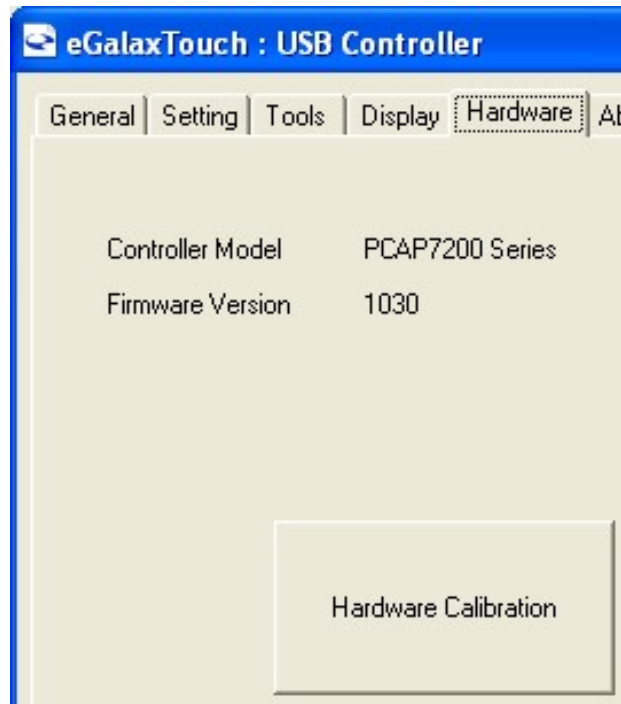 eGalaxTouch : USB Controller
General Setting Tools Display Hardware
Controller Model PCAP7200 Series
Firmware Version 1030
Hardware Calibration